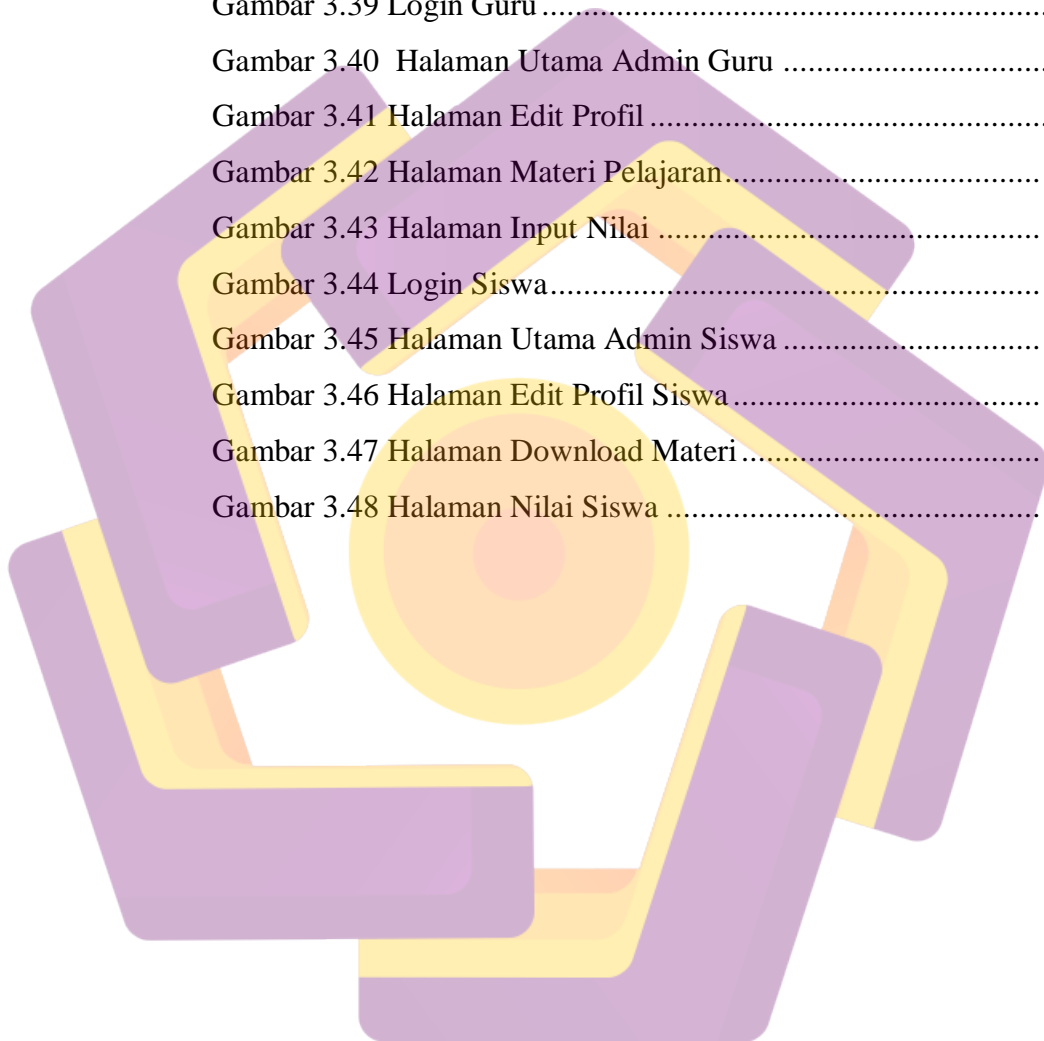 Gambar 3.39 Login Guru ..............................................................
Gambar 3.40  Halaman Utama Admin Guru ................................
Gambar 3.41 Halaman Edit Profil ................................................
Gambar 3.42 Halaman Materi Pelajaran.......................................
Gambar 3.43 Halaman Input Nilai ...............................................
Gambar 3.44 Login Siswa............................................................
Gambar 3.45 Halaman Utama Admin Siswa ................................
Gambar 3.46 Halaman Edit Profil Siswa ......................................
Gambar 3.47 Halaman Download Materi .....................................
Gambar 3.48 Halaman Nilai Siswa ..............................................